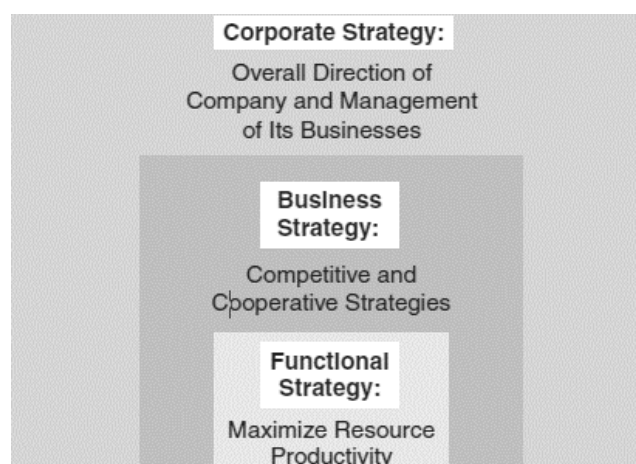 Corporate Strategy:
Overall Direction of
Company and Management
of Its Businesses
Business
Strategy:
Competitive and
Cooperative Strategies
Functional
Strategy:
Maximize Resource
Productivity